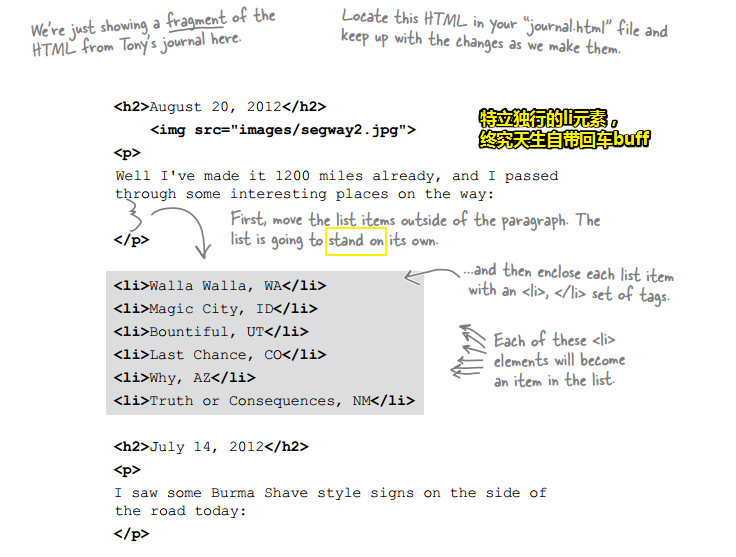 We're just showing a fragment of the
HTML from Tony's journal here.
Locate this HTML in your "journal.html" file and
keep up with the changes as we make them.
<h2>August 20, 2012</h2>
<img src="images/segway2.jpg">
特立独行的li元素，
终究天生自带回车buff
<p>
Well I've made it 1200 miles already, and I passed
through some interesting places on the way:
</p>
First, move the list items outside of the paragraph. The
list is going to stand on its own.
<li>Walla Walla, WA</li>
<li>Magic City, ID</li>
<li>Bountiful, UT</li>
<li>Last Chance, CO</li>
<li>Why, AZ</li>
<li>Truth or Consequences, NM</li>
...and then enclose each list item
with an <li>, </li> set of tags.
Each of these <li>
elements will become
an item in the list.
<h2>July 14, 2012</h2>
<p>
I saw some Burma Shave style signs on the side of
the road today:
</p>